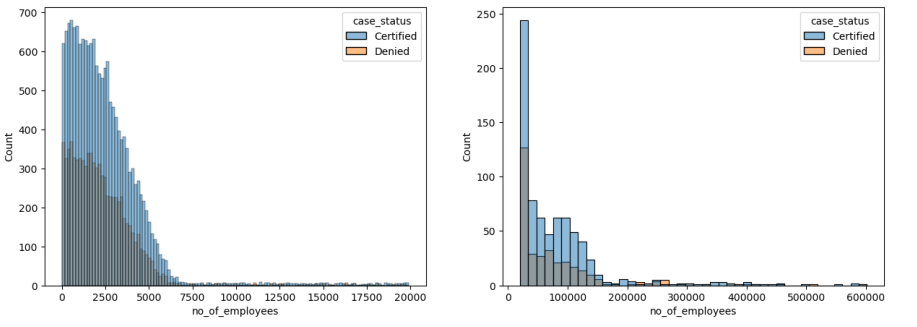 case_status
Certified
Denied
700
600
500
400
300
200
100
0
Count
0 2500 5000 7500 10000 12500 15000 17500 20000
no_of_employees
case_status
Certified
Denied
250
200
150
100
50
0
Count
0 100000 200000 300000 400000 500000 600000
no_of_employees